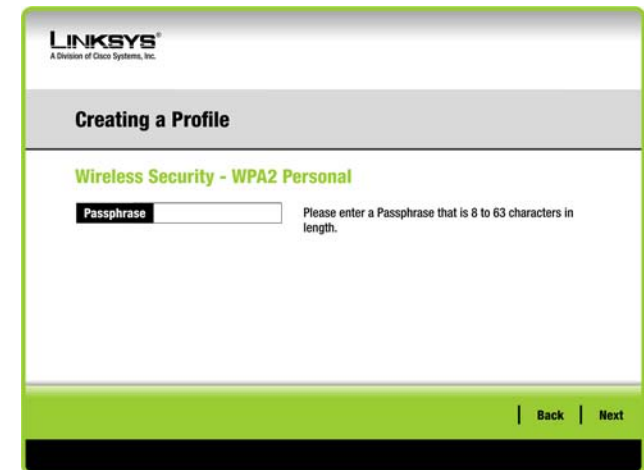 LINKSYS®
A Division of Cisco Systems, Inc.
Creating a Profile
Wireless Security - WPA2 Personal
Passphrase
Please enter a Passphrase that is 8 to 63 characters in
length.
Back
Next